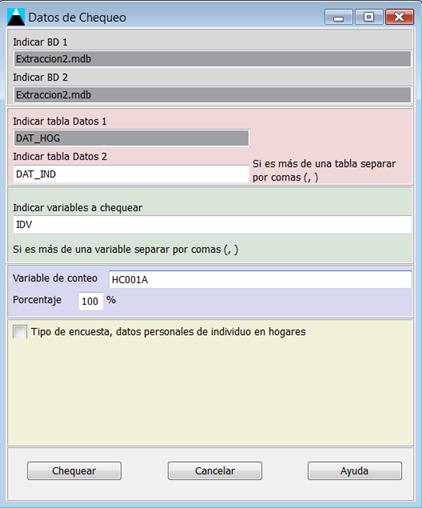 Datos de Chequeo
Indicar BD 1
Extraccion2.mdb
Indicar BD 2
Extraccion2.mdb
Indicar tabla Datos 1
DAT_HOG
Indicar tabla Datos 2
DAT_IND
Si es más de una tabla separar
por comas (, )
Indicar variables a chequear
IDV
Si es más de una variable separar por comas (, )
Variable de conteo HC001A
Porcentaje 100 %
Tipo de encuesta, datos personales de individuo en hogares
Chequear Cancelar Ayuda